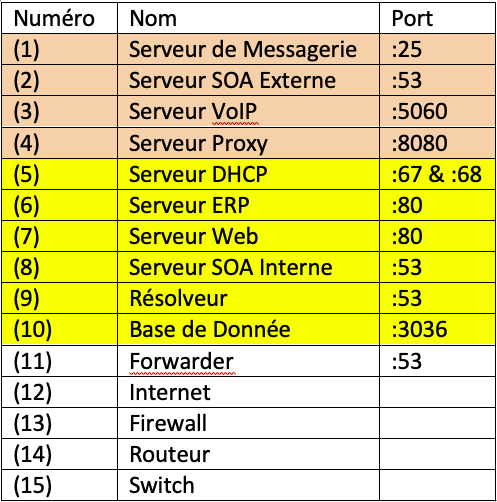 Numéro Nom Port
(1) Serveur de Messagerie :25
(2) Serveur SOA Externe :53
(3) Serveur VoIP :5060
(4) Serveur Proxy :8080
(5) Serveur DHCP :67 & :68
(6) Serveur ERP :80
(7) Serveur Web :80
(8) Serveur SOA Interne :53
(9) Résolveur :53
(10) Base de Donnée :3036
(11) Forwarder :53
(12) Internet
(13) Firewall
(14) Routeur
(15) Switch